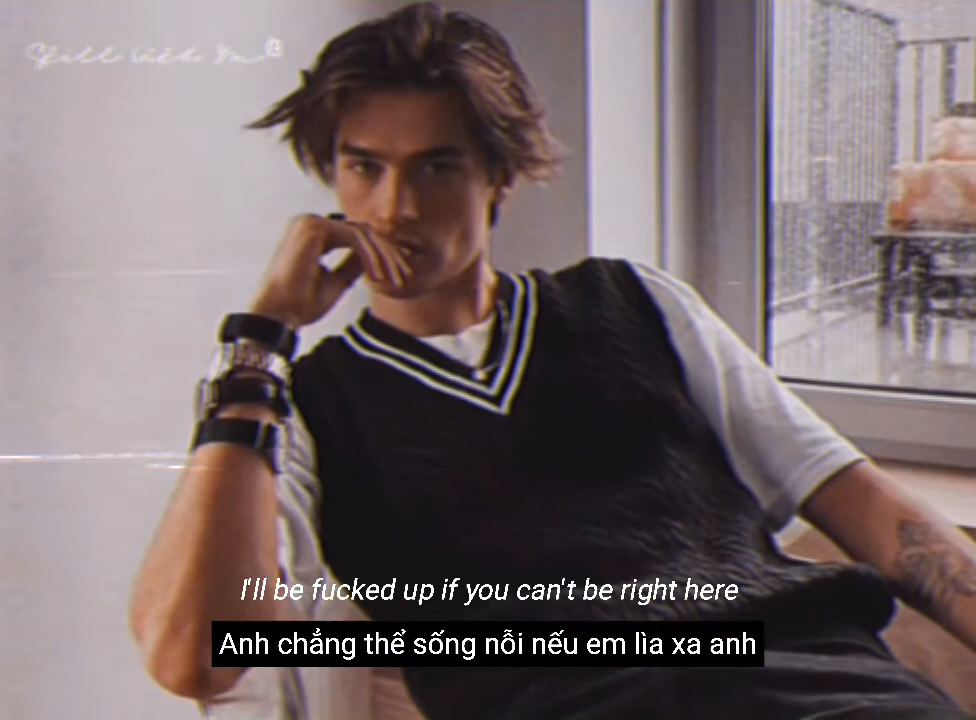 I'll be fucked up if you can't be right here
Anh chẳng thể sống nỗi nếu em lìa xa anh